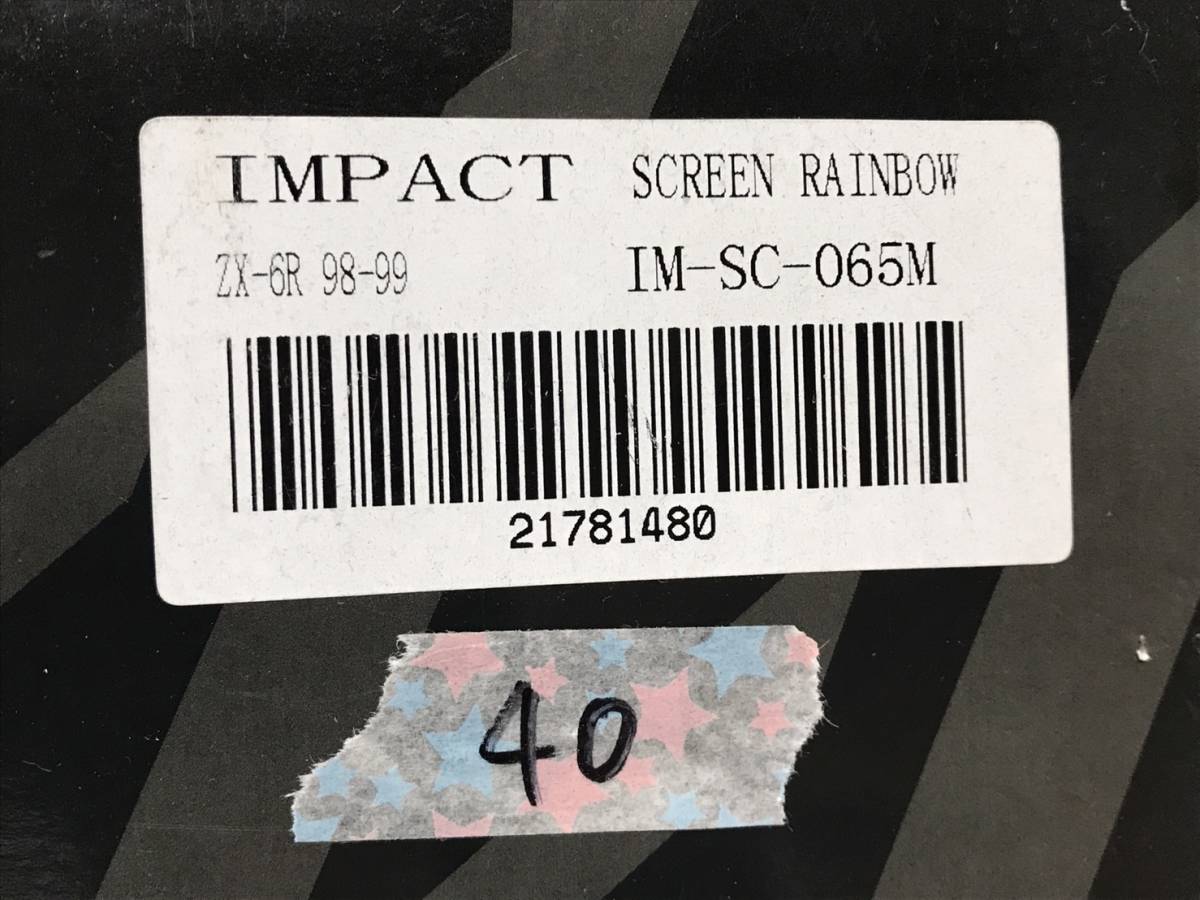 IMPACT SCREEN RAINBOW
ZX-6R 98-99 IM-SC-065M
21781480
40